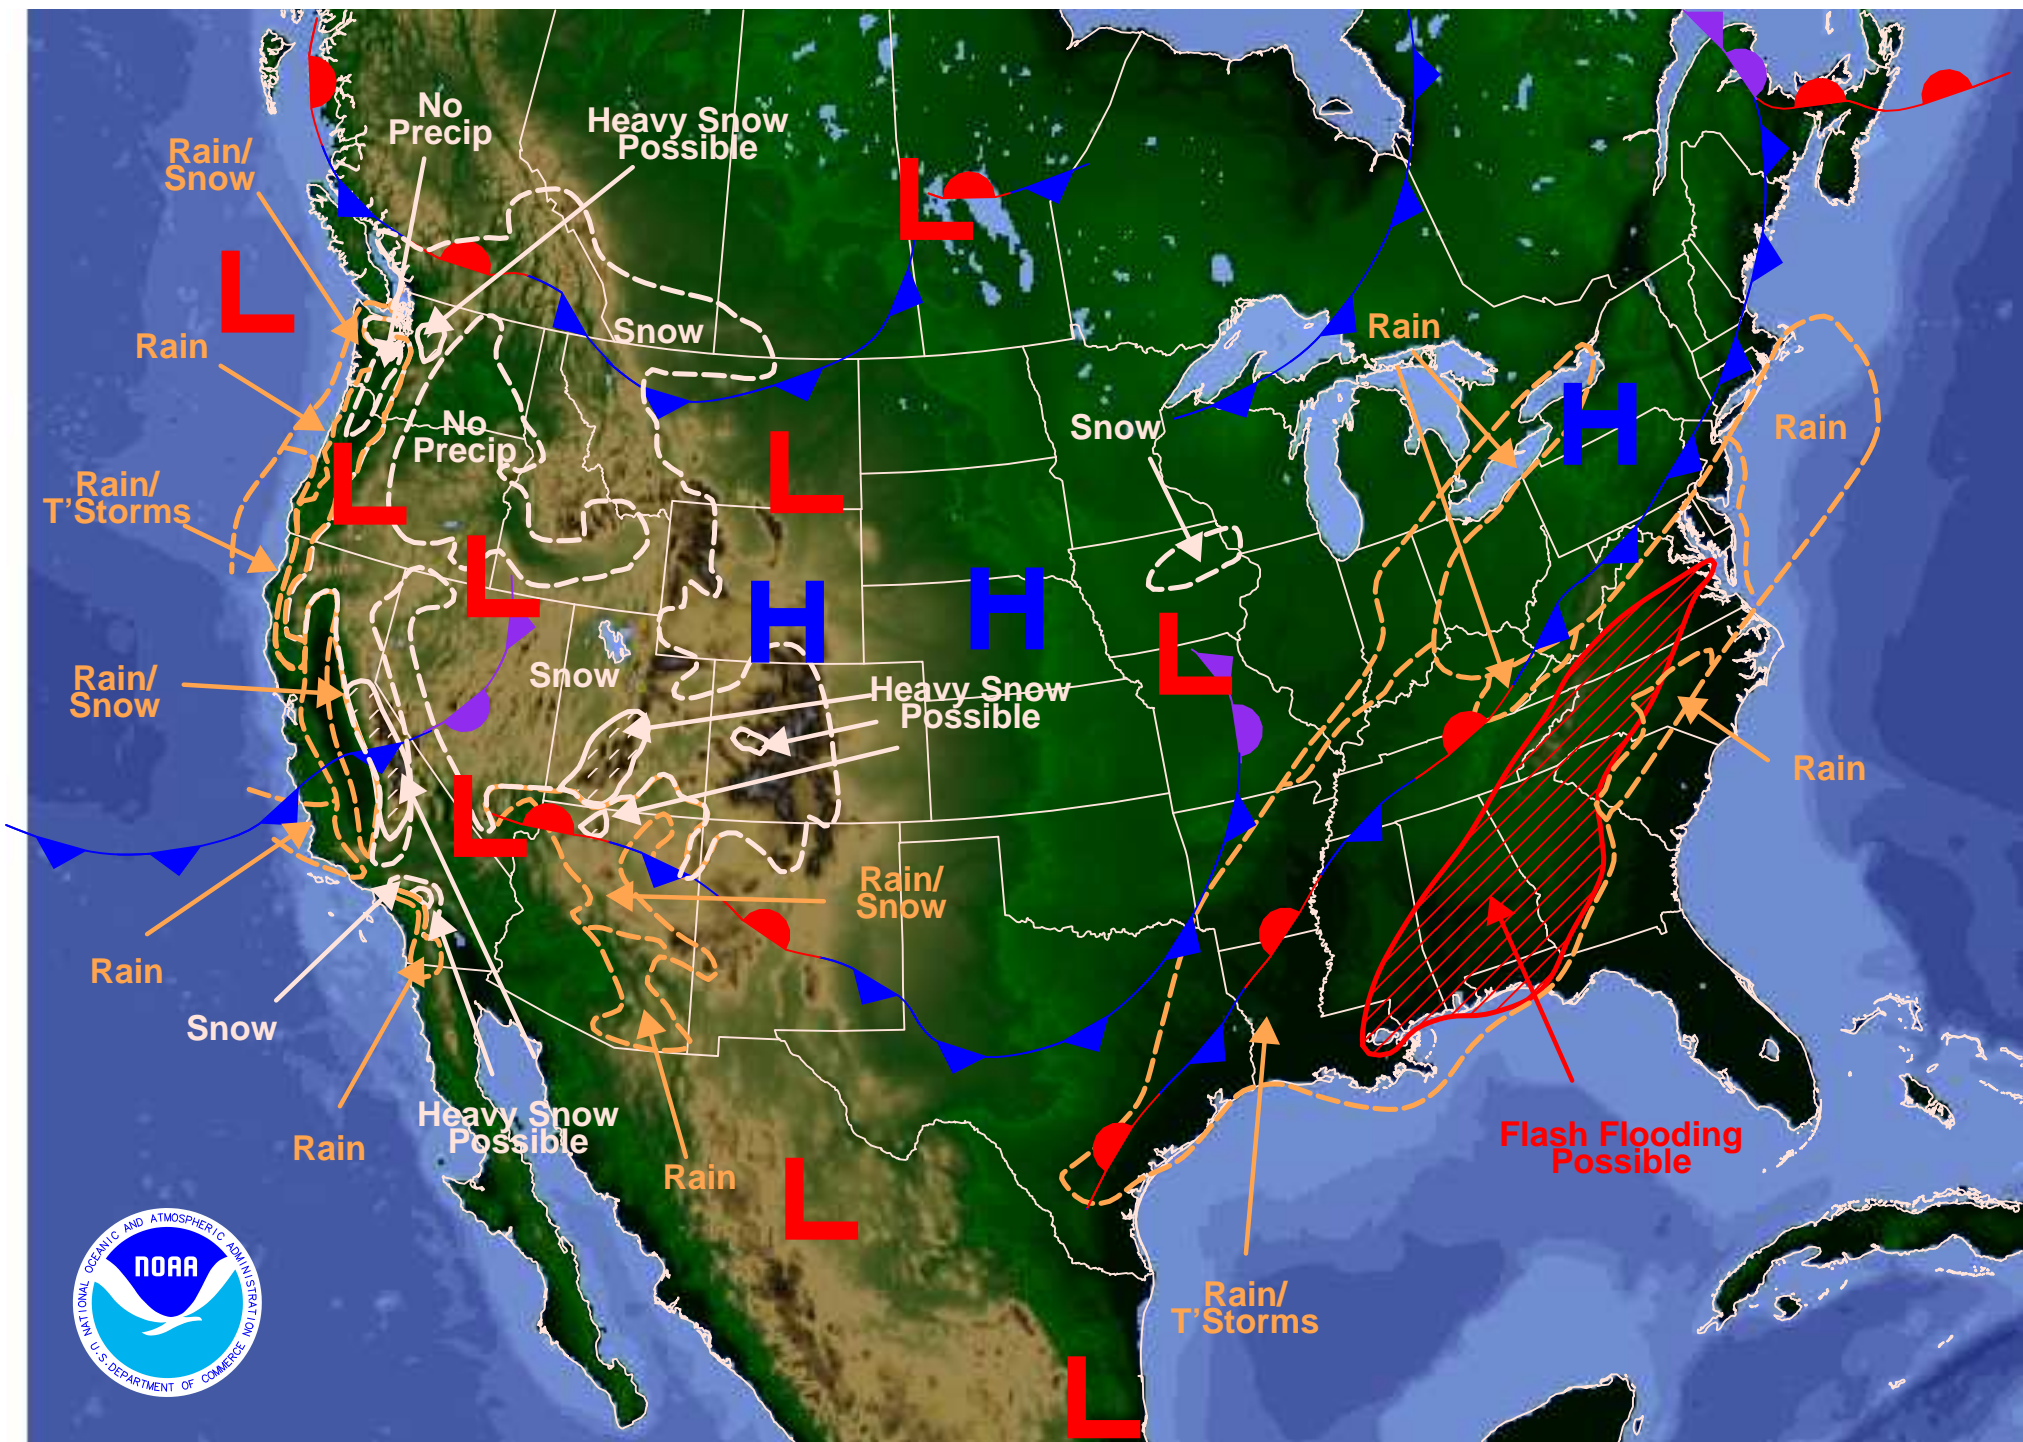 No
Precip
Heavy Snow
Possible
Rain/
Snow
L
L
Snow
Rain
Rain
No
Precip
Snow
H
Rain
L
L
Rain/
T'Storms
L
H
H
L
L
Rain/
Snow
Snow
Heavy Snow
Possible
Rain
L
Rain/
Snow
Rain
Snow
Heavy Snow
Possible
Rain
Rain
Flash Flooding
Possible
L
Rain/
T'Storms
L
NATIONAL OCEANIC AND ATMOSPHERIC ADMINISTRATION
NOAA
U.S. DEPARTMENT OF COMMERCE